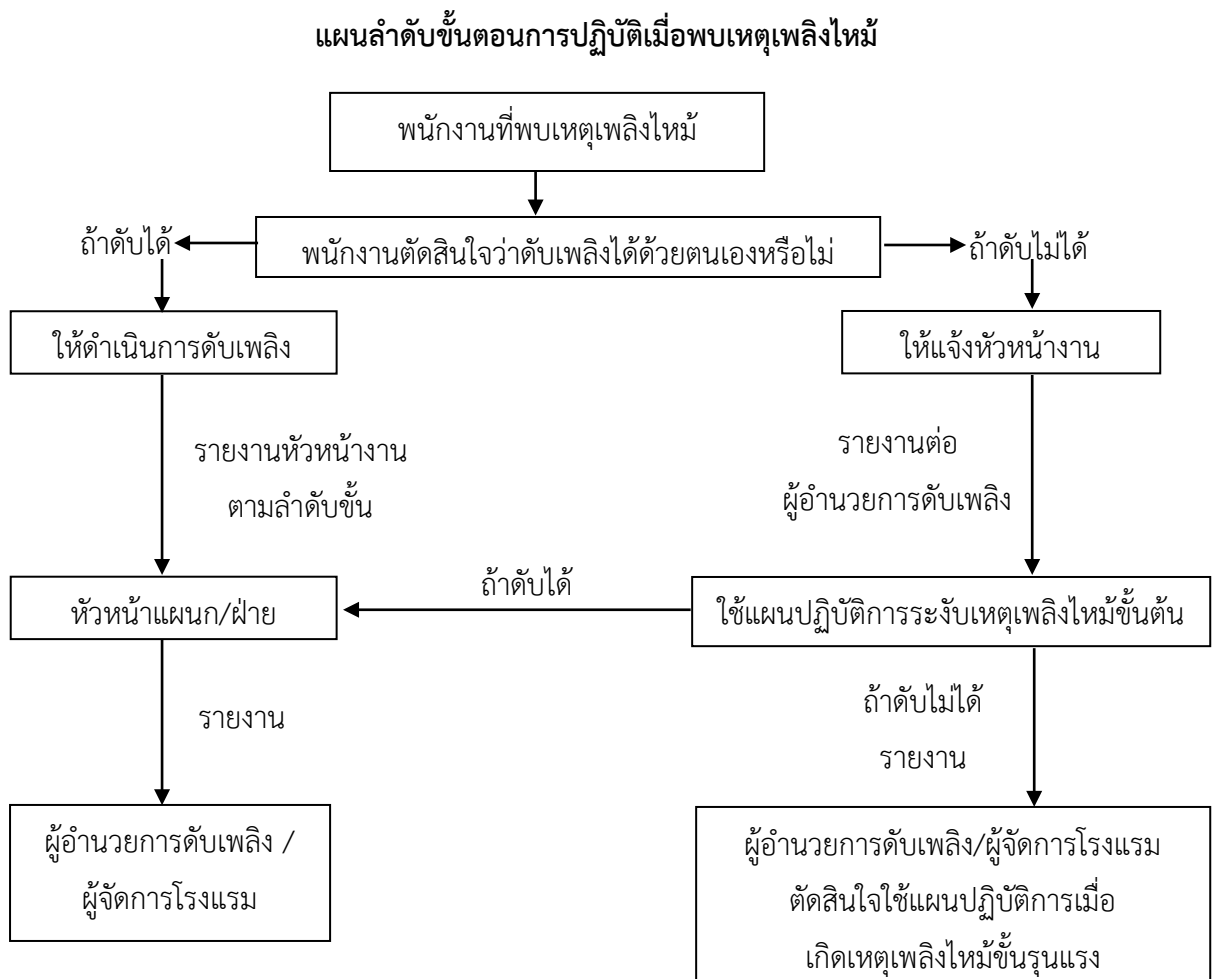 แผนลำดับขั้นตอนการปฏิบัติเมื่อพบเหตุเพลิงไหม้
พนักงานที่พบเหตุเพลิงไหม้
ถ้าดับได้
พนักงานตัดสินใจว่าดับเพลิงได้ด้วยตนเองหรือไม่
ถ้าดับไม่ได้
ให้ดำเนินการดับเพลิง
ให้แจ้งหัวหน้างาน
รายงานหัวหน้างาน
ตามลำดับขั้น
รายงานต่อ
ผู้อำนวยการดับเพลิง
หัวหน้าแผนก/ฝ่าย
ถ้าดับได้
ใช้แผนปฏิบัติการระงับเหตุเพลิงไหม้ขั้นต้น
รายงาน
ถ้าดับไม่ได้
รายงาน
ผู้อำนวยการดับเพลิง /
ผู้จัดการโรงแรม
ผู้อำนวยการดับเพลิง/ผู้จัดการโรงแรม
ตัดสินใจใช้แผนปฏิบัติการเมื่อ
เกิดเหตุเพลิงไหม้ขั้นรุนแรง